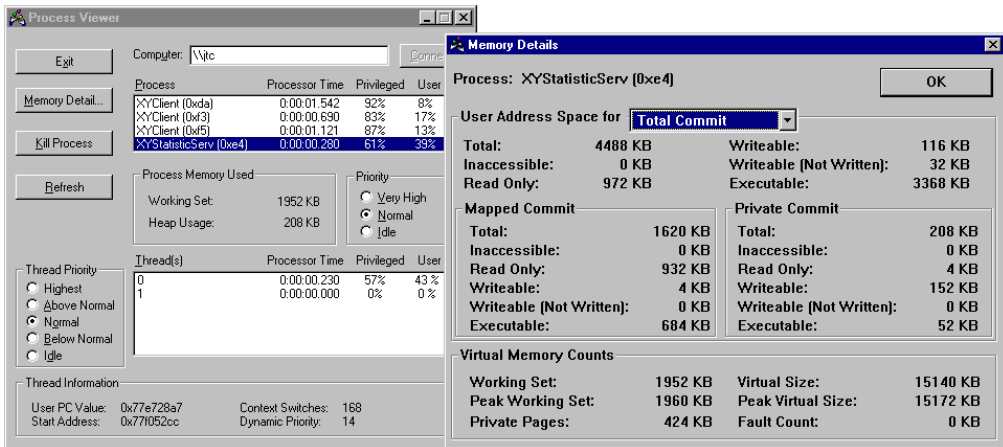 Process Viewer
Exit
Memory Detail...
Kill Process
Refresh
Computer: \\jtc
Process Processor Time Privileged User
XYClient (0xda) 0:00:01.542 92% 8%
XYClient (0xf3) 0:00:00.690 83% 17%
XYClient (0xf5) 0:00:01.121 87% 13%
XYStatisticServ (0xe4) 0:00:00.280 61% 39%
Process Memory Used
Working Set: 1952 KB
Heap Usage: 208 KB
Priority
Very High
Normal
Idle
Thread Priority
Highest
Above Normal
Normal
Below Normal
Idle
Thread(s) Processor Time Privileged User
0 0:00:00.230 57% 43 %
1 0:00:00.000 0% 0 %
Thread Information
User PC Value: 0x77e728a7 Context Switches: 168
Start Address: 0x77f052cc Dynamic Priority: 14
Memory Details
Process: XYStatisticServ (0xe4)
OK
User Address Space for Total Commit
Total: 4488 KB Writeable: 116 KB
Inaccessible: 0 KB Writeable (Not Written): 32 KB
Read Only: 972 KB Executable: 3368 KB
Mapped Commit
Total: 1620 KB
Inaccessible: 0 KB
Read Only: 932 KB
Writeable: 4 KB
Writeable (Not Written): 0 KB
Executable: 684 KB
Private Commit
Total: 208 KB
Inaccessible: 0 KB
Read Only: 4 KB
Writeable: 152 KB
Writeable (Not Written): 0 KB
Executable: 52 KB
Virtual Memory Counts
Working Set: 1952 KB Virtual Size: 15140 KB
Peak Working Set: 1960 KB Peak Virtual Size: 15172 KB
Private Pages: 424 KB Fault Count: 0 KB